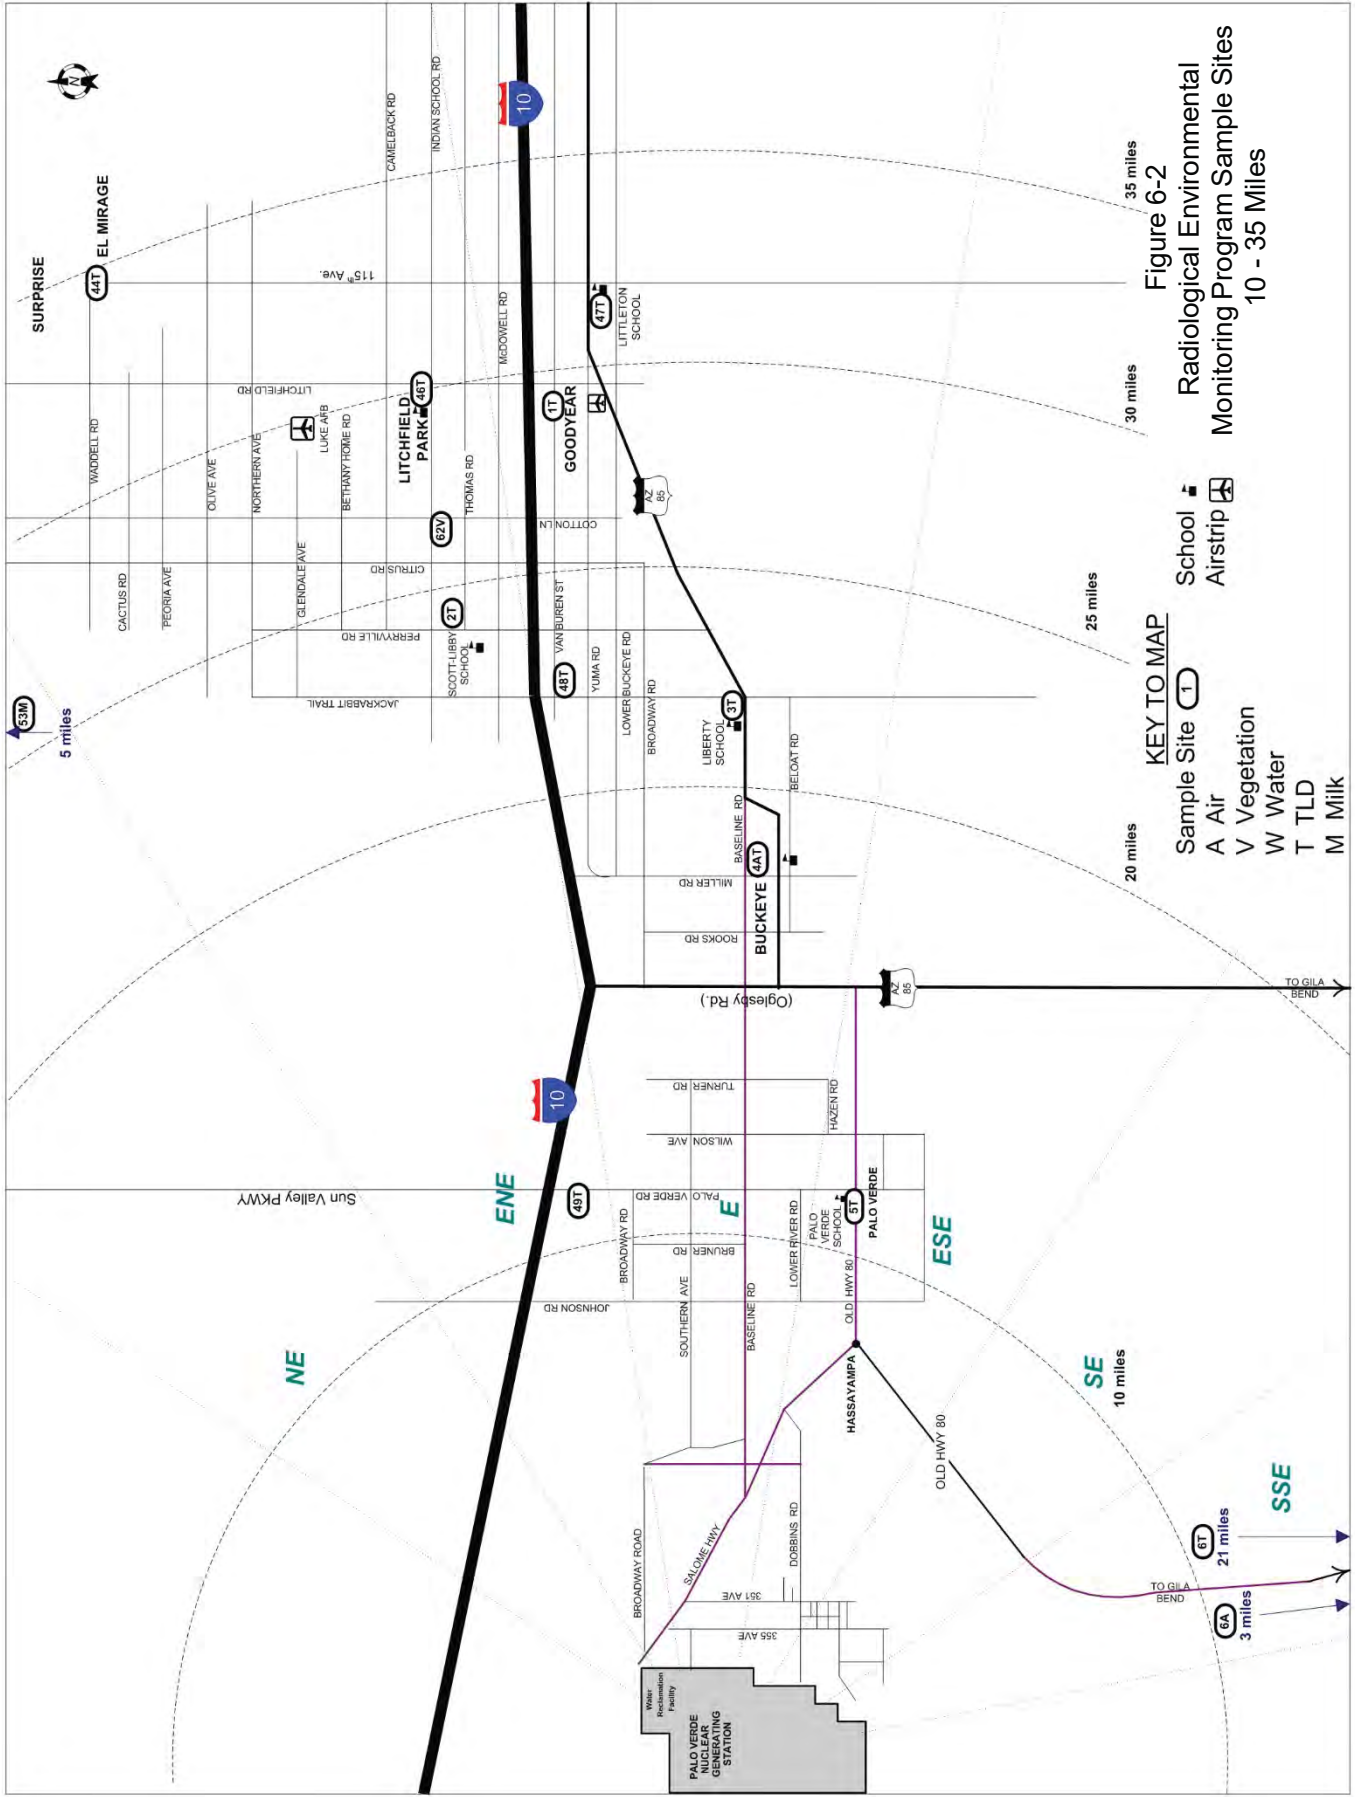 SURPRISE
EL MIRAGE
44T
N
53M
5 miles
WADDELL RD
CACTUS RD
PEORIA AVE
OLIVE AVE
NORTHERN AVE
GLENDALE AVE
BETHANY HOME RD
CAMELBACK RD
INDIAN SCHOOL RD
THOMAS RD
McDOWELL RD
VAN BUREN ST
YUMA RD
LOWER BUCKEYE RD
BROADWAY RD
115th Ave.
LITCHFIELD RD
COTTON LN
CITRUS RD
PERRYVILLE RD
JACKRABBIT TRAIL
LUKE AFB
LITCHFIELD
PARK
46T
62V
2T
SCOTT-LIBBY
SCHOOL
48T
1T
GOODYEAR
47T
LITTLETON
SCHOOL
10
AZ
85
3T
LIBERTY
SCHOOL
BELOAT RD
BASELINE RD
4AT
BUCKEYE
MILLER RD
ROOKS RD
(Oglesby Rd.)
AZ
85
TO GILA
BEND
10
Sun Valley PKWY
49T
TURNER RD
WILSON AVE
HAZEN RD
PALO VERDE RD
BROADWAY RD
BRUNER RD
JOHNSON RD
SOUTHERN AVE
BASELINE RD
LOWER RIVER RD
PALO
VERDE
SCHOOL
5T
PALO VERDE
OLD HWY 80
HASSAYAMPA
OLD HWY 80
TO GILA
BEND
BROADWAY ROAD
SALOME HWY
DOBBINS RD
351 AVE
355 AVE
Water
Reclamation
Facility
PALO VERDE
NUCLEAR
GENERATING
STATION
6T
21 miles
6A
3 miles
NE
ENE
E
ESE
SE
SSE
10 miles
20 miles
25 miles
30 miles
35 miles
KEY TO MAP
Sample Site 1
A Air
V Vegetation
W Water
T TLD
M Milk
School
Airstrip
Figure 6-2
Radiological Environmental
Monitoring Program Sample Sites
10 - 35 Miles